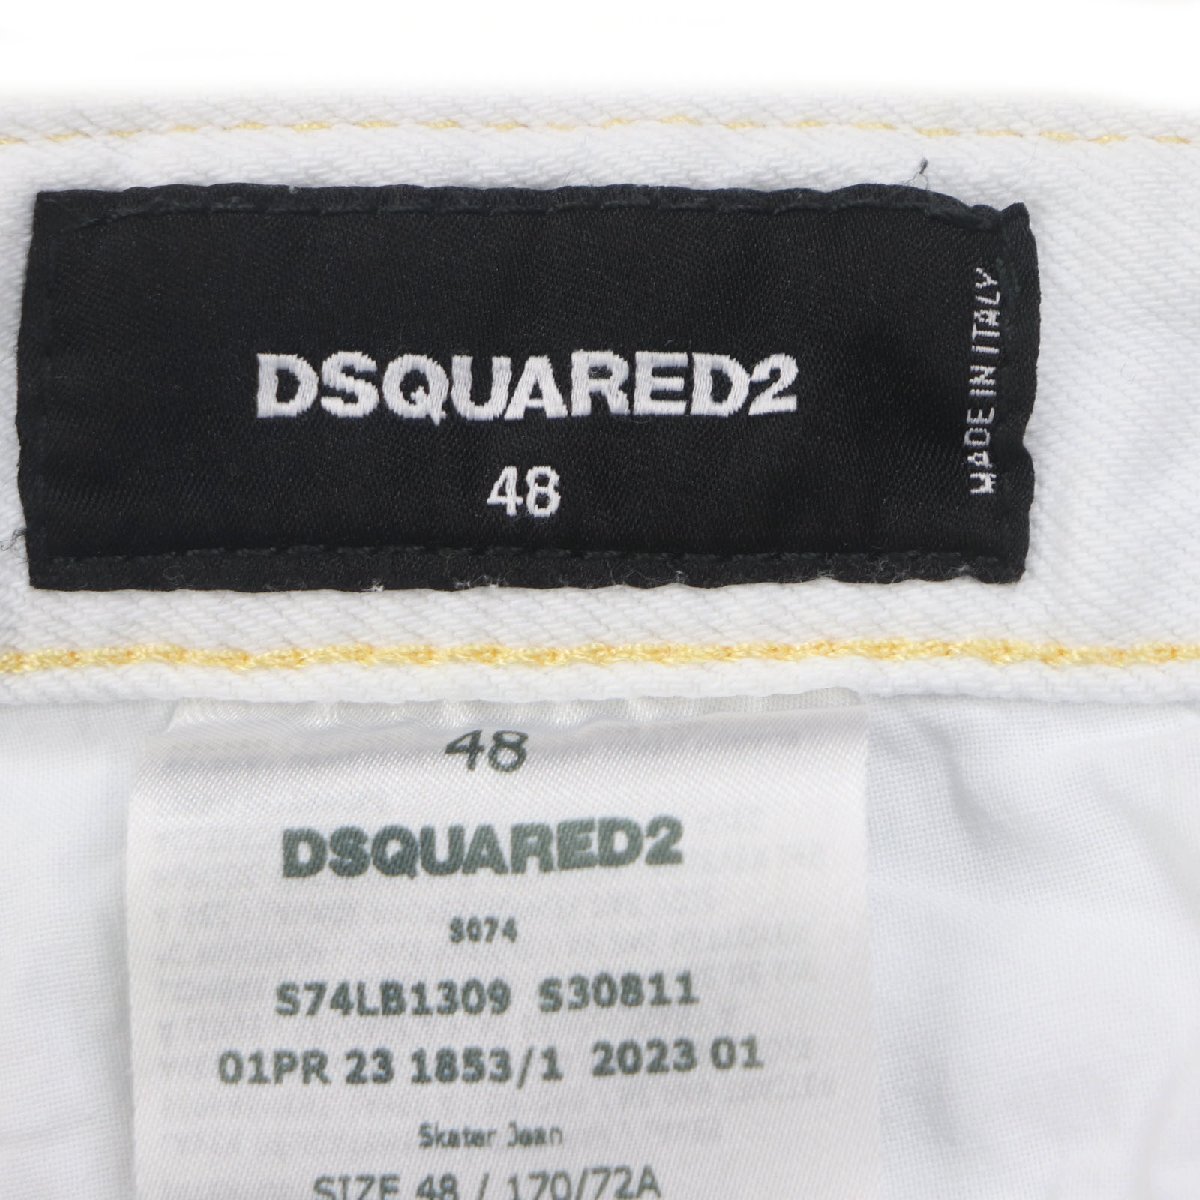 DSQUARED2
48
MADE IN ITALY
48
DSQUARED2
S074
S74LB1309 S30811
01PR 23 1853/1 2023 01
Skater Jean
SIZE 48 / 170/72A